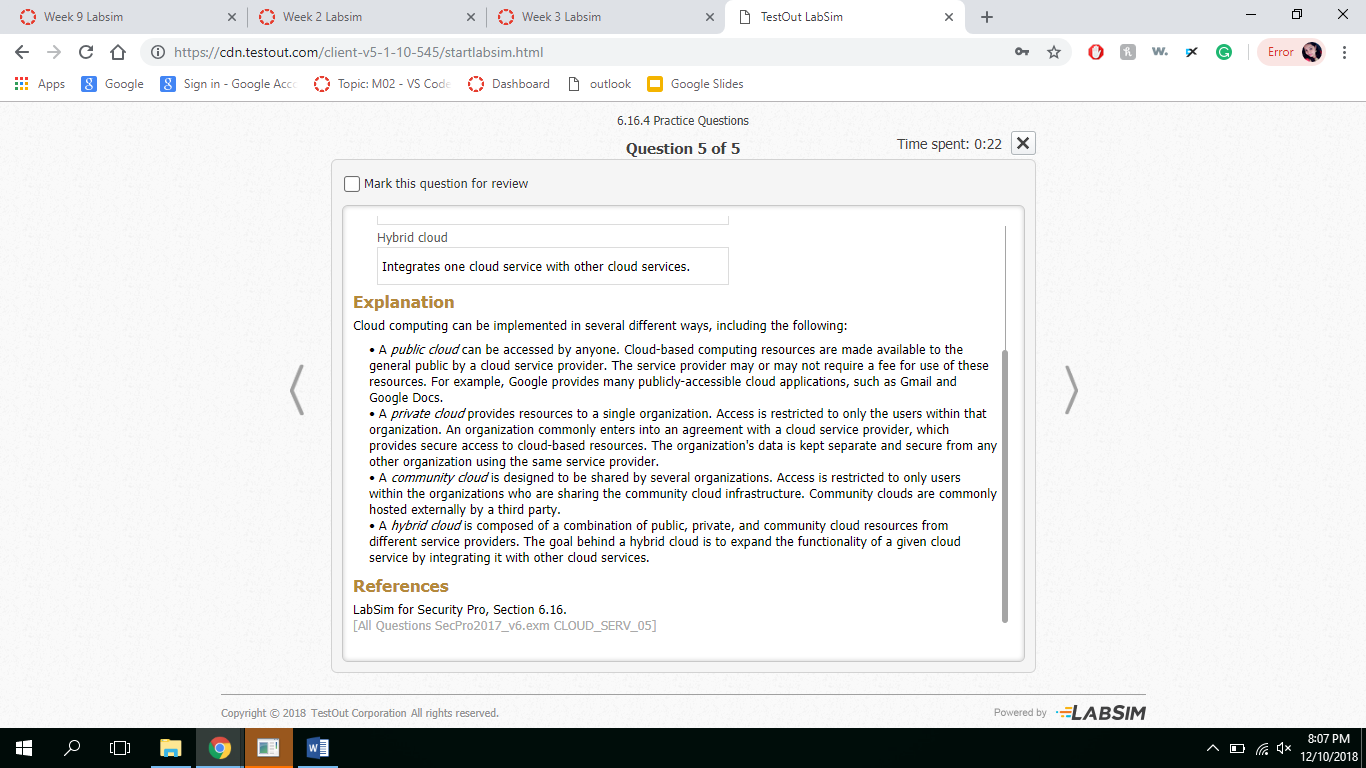 Week 9 Labsim
Week 2 Labsim
Week 3 Labsim
TestOut LabSim
https://cdn.testout.com/client-v5-1-10-545/startlabsim.html
Error
Apps
Google
Sign in - Google Acco
Topic: M02 - VS Code
Dashboard
outlook
Google Slides
6.16.4 Practice Questions
Question 5 of 5
Time spent: 0:22
Mark this question for review
Hybrid cloud
Integrates one cloud service with other cloud services.
Explanation
Cloud computing can be implemented in several different ways, including the following:
• A public cloud can be accessed by anyone. Cloud-based computing resources are made available to the
general public by a cloud service provider. The service provider may or may not require a fee for use of these
resources. For example, Google provides many publicly-accessible cloud applications, such as Gmail and
Google Docs.
• A private cloud provides resources to a single organization. Access is restricted to only the users within that
organization. An organization commonly enters into an agreement with a cloud service provider, which
provides secure access to cloud-based resources. The organization's data is kept separate and secure from any
other organization using the same service provider.
• A community cloud is designed to be shared by several organizations. Access is restricted to only users
within the organizations who are sharing the community cloud infrastructure. Community clouds are commonly
hosted externally by a third party.
• A hybrid cloud is composed of a combination of public, private, and community cloud resources from
different service providers. The goal behind a hybrid cloud is to expand the functionality of a given cloud
service by integrating it with other cloud services.
References
LabSim for Security Pro, Section 6.16.
[All Questions SecPro2017_v6.exm CLOUD_SERV_05]
Copyright © 2018 TestOut Corporation All rights reserved.
Powered by LABSIM
8:07 PM
12/10/2018